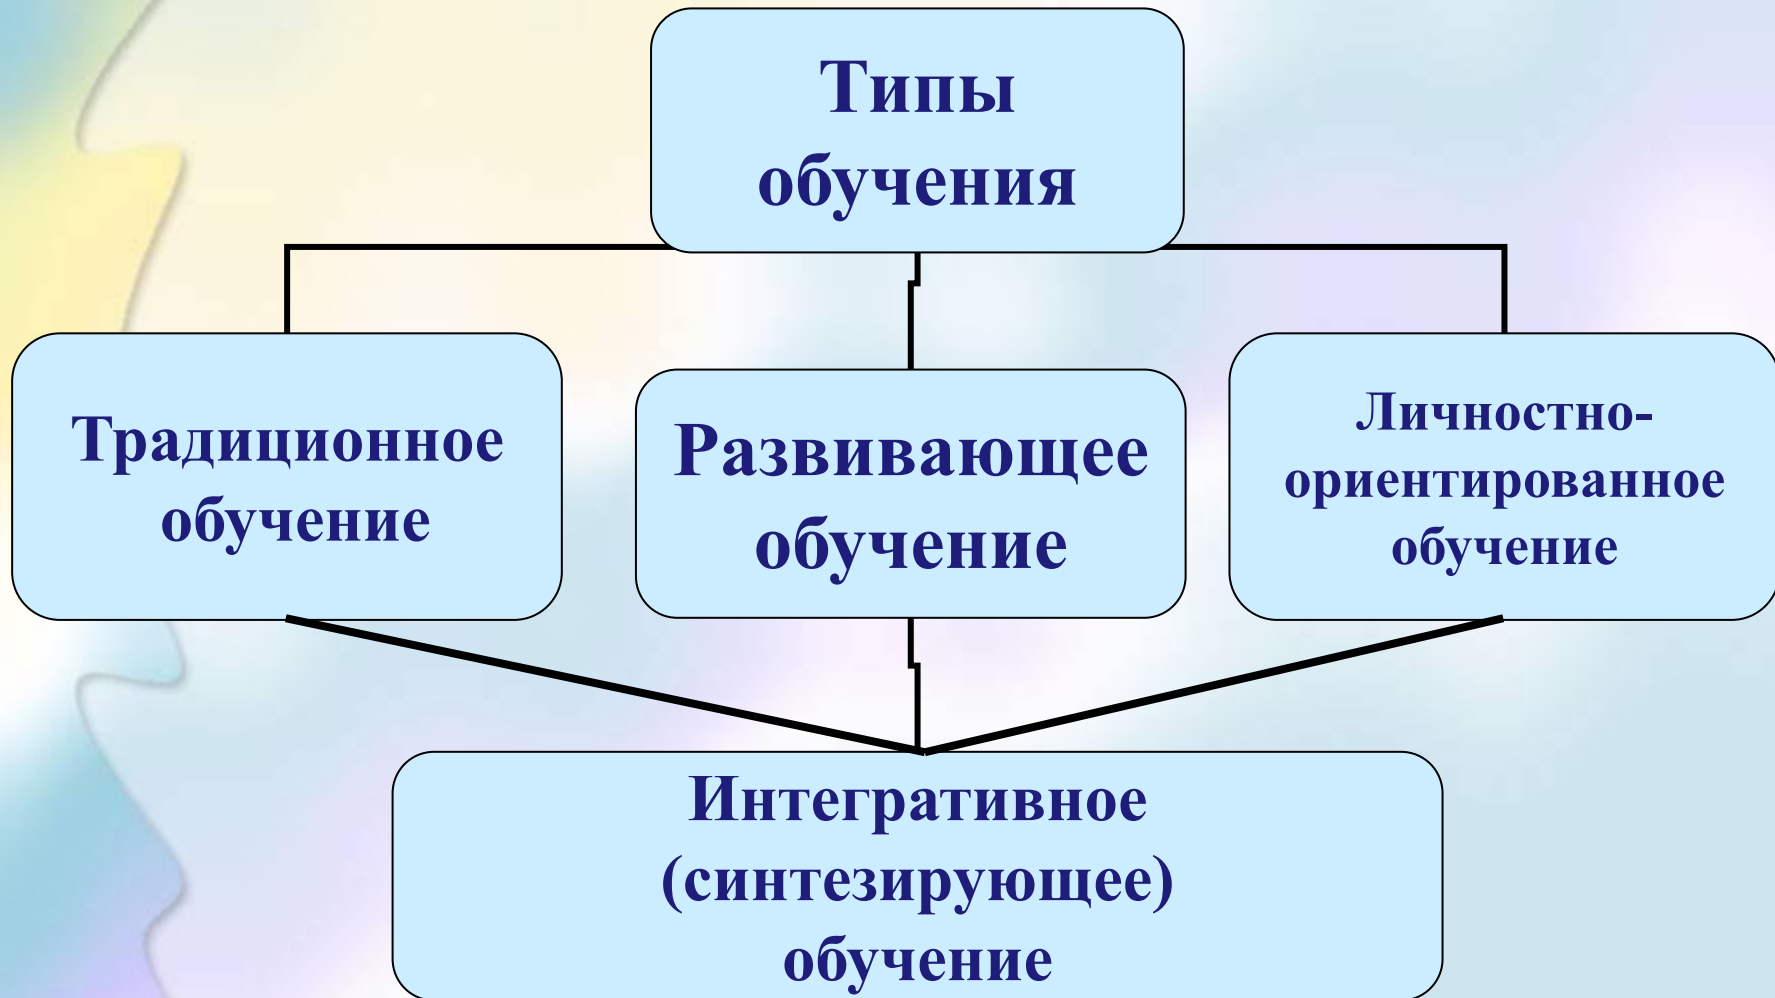 Типы
обучения
Традиционное
обучение
Развивающее
обучение
Личностно-
ориентированное
обучение
Интегративное
(синтезирующее)
обучение